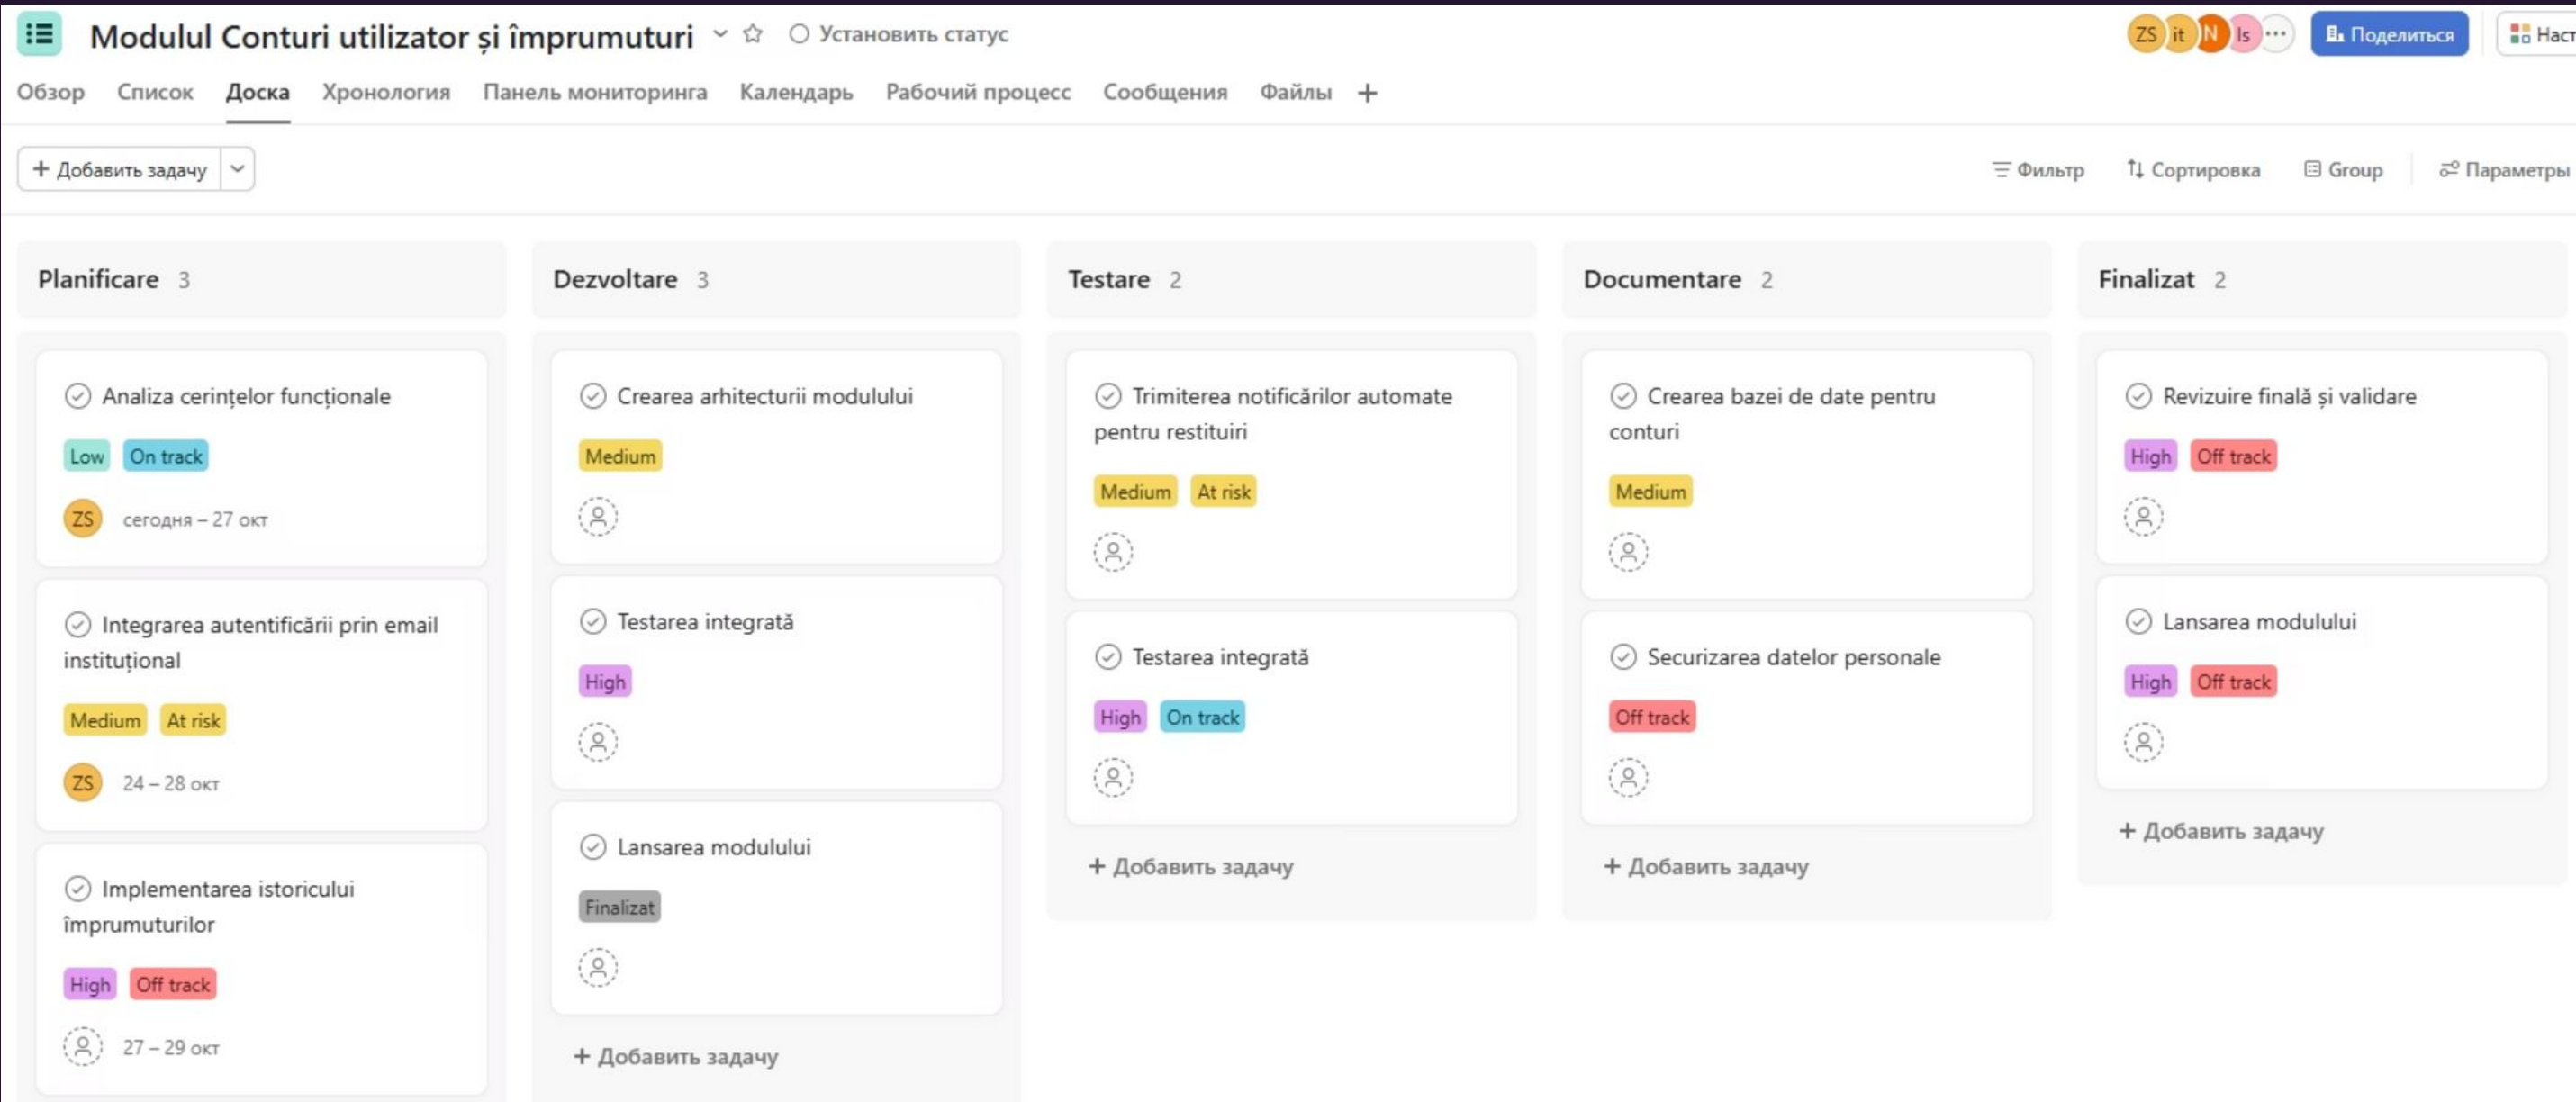 Modulul Conturi utilizator și împrumuturi
Установить статус
ZS it N Is ...
Поделиться
Обзор Список Доска Хронология Панель мониторинга Календарь Рабочий процесс Сообщения Файлы +
+ Добавить задачу
Фильтр Сортировка Group Параметры
Planificare 3
Analiza cerințelor funcționale
Low On track
ZS сегодня – 27 окт
Integrarea autentificării prin email
instituțional
Medium At risk
ZS 24 – 28 окт
Implementarea istoricului
împrumuturilor
High Off track
27 – 29 окт
Dezvoltare 3
Crearea arhitecturii modulului
Medium
Testarea integrată
High
Lansarea modulului
Finalizat
+ Добавить задачу
Testare 2
Trimiterea notificărilor automate
pentru restituiri
Medium At risk
Testarea integrată
High On track
+ Добавить задачу
Documentare 2
Crearea bazei de date pentru
conturi
Medium
Securizarea datelor personale
Off track
+ Добавить задачу
Finalizat 2
Revizuire finală și validare
High Off track
Lansarea modulului
High Off track
+ Добавить задачу